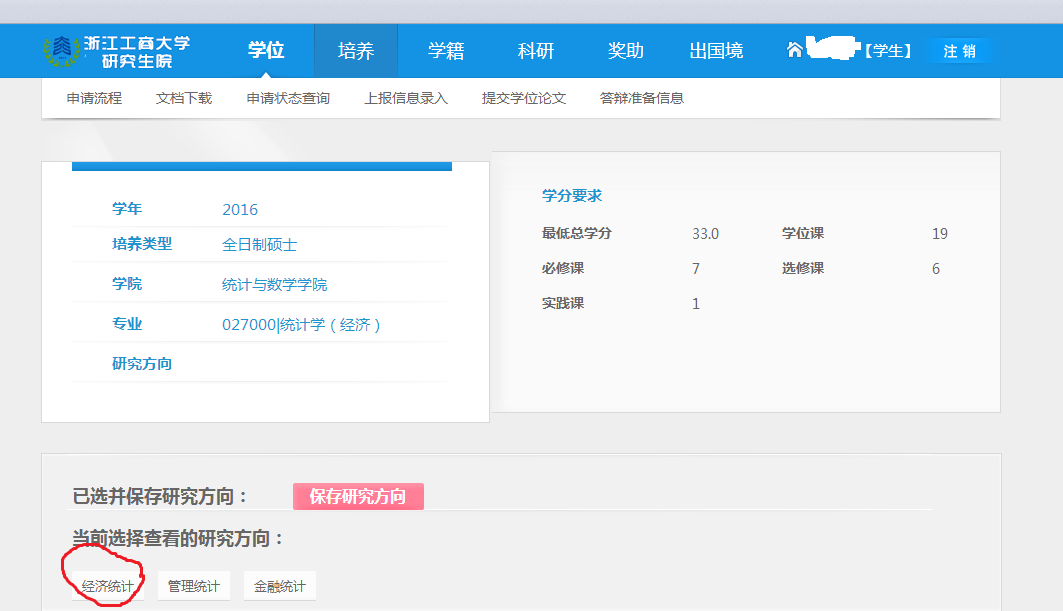 浙江工商大学
研究生院
学位 培养 学籍 科研 奖助 出国境 【学生】 注 销
申请流程 文档下载 申请状态查询 上报信息录入 提交学位论文 答辩准备信息
学年 2016
培养类型 全日制硕士
学院 统计与数学学院
专业 027000|统计学（经济）
研究方向
学分要求
最低总学分 33.0 学位课 19
必修课 7 选修课 6
实践课 1
已选并保存研究方向： 保存研究方向
当前选择查看的研究方向：
经济统计 管理统计 金融统计